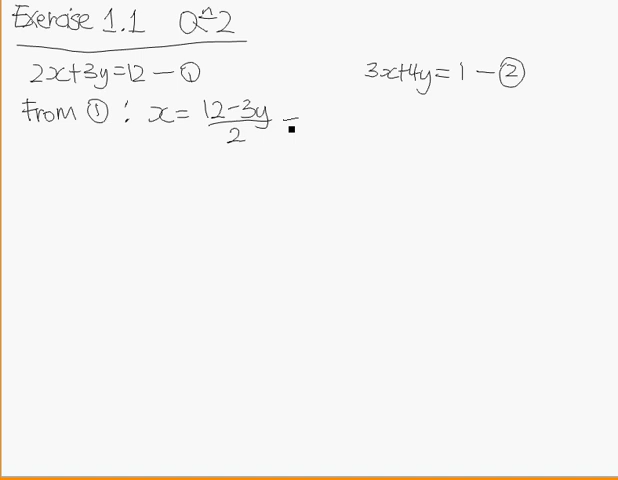 Exercise 1.1 Qⁿ2
2x+3y=12 — ①
3x+4y=1 — ②
From ① : x= (12-3y)/2 —